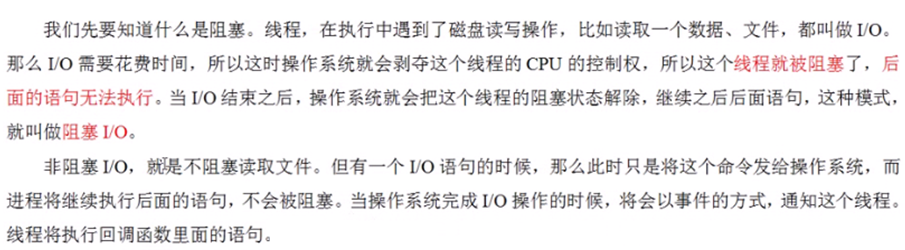 我们先要知道什么是阻塞。线程，在执行中遇到了磁盘读写操作，比如读取一个数据、文件，都叫做 I/O。
那么 I/O 需要花费时间，所以这时操作系统就会剥夺这个线程的 CPU 的控制权，所以这个线程就被阻塞了，后
面的语句无法执行。当 I/O 结束之后，操作系统就会把这个线程的阻塞状态解除，继续之后后面语句，这种模式，
就叫做阻塞 I/O。
非阻塞 I/O，就是不阻塞读取文件。但有一个 I/O 语句的时候，那么此时只是将这个命令发给操作系统，而
进程将继续执行后面的语句，不会被阻塞。当操作系统完成 I/O 操作的时候，将会以事件的方式，通知这个线程。
线程将执行回调函数里面的语句。